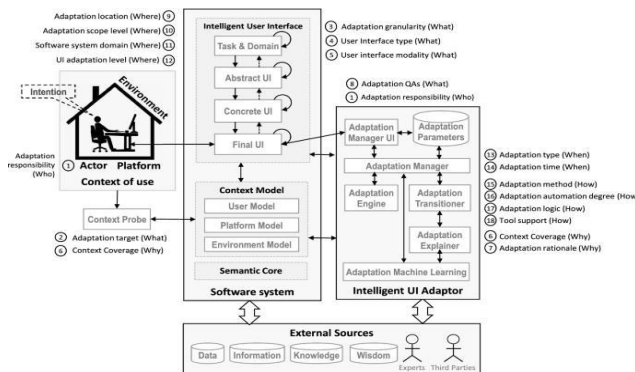 Adaptation location (Where) 9
Adaptation scope level (Where) 10
Software system domain (Where) 11
UI adaptation level (Where) 12
Intelligent User Interface
Task & Domain
Abstract UI
Concrete UI
Final UI
3 Adaptation granularity (What)
4 User Interface type (What)
5 User interface modality (What)
8 Adaptation QAs (What)
1 Adaptation responsibility (Who)
Environment
Intention
Adaptation
responsibility
(Who)
1
Actor Platform
Context of use
Context Probe
2 Adaptation target (What)
6 Context Coverage (Why)
Context Model
User Model
Platform Model
Environment Model
Semantic Core
Software system
Adaptation
Manager UI
Adaptation
Parameters
Adaptation Manager
Adaptation
Engine
Adaptation
Transitioner
Adaptation
Explainer
Adaptation Machine Learning
Intelligent UI Adaptor
13 Adaptation type (When)
14 Adaptation time (When)
15 Adaptation method (How)
16 Adaptation automation degree (How
17 Adaptation logic (How)
18 Tool support (How)
6 Context Coverage (Why)
7 Adaptation rationale (Why)
External Sources
Data
Information
Knowledge
Wisdom
Experts
Third Parties